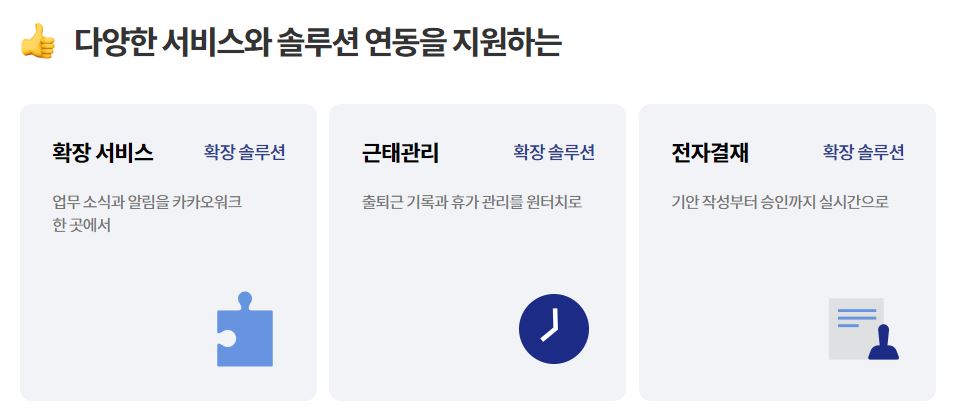 다양한 서비스와 솔루션 연동을 지원하는
확장 서비스 확장 솔루션
업무 소식과 알림을 카카오워크
한 곳에서
근태관리 확장 솔루션
출퇴근 기록과 휴가 관리를 원터치로
전자결재 확장 솔루션
기안 작성부터 승인까지 실시간으로